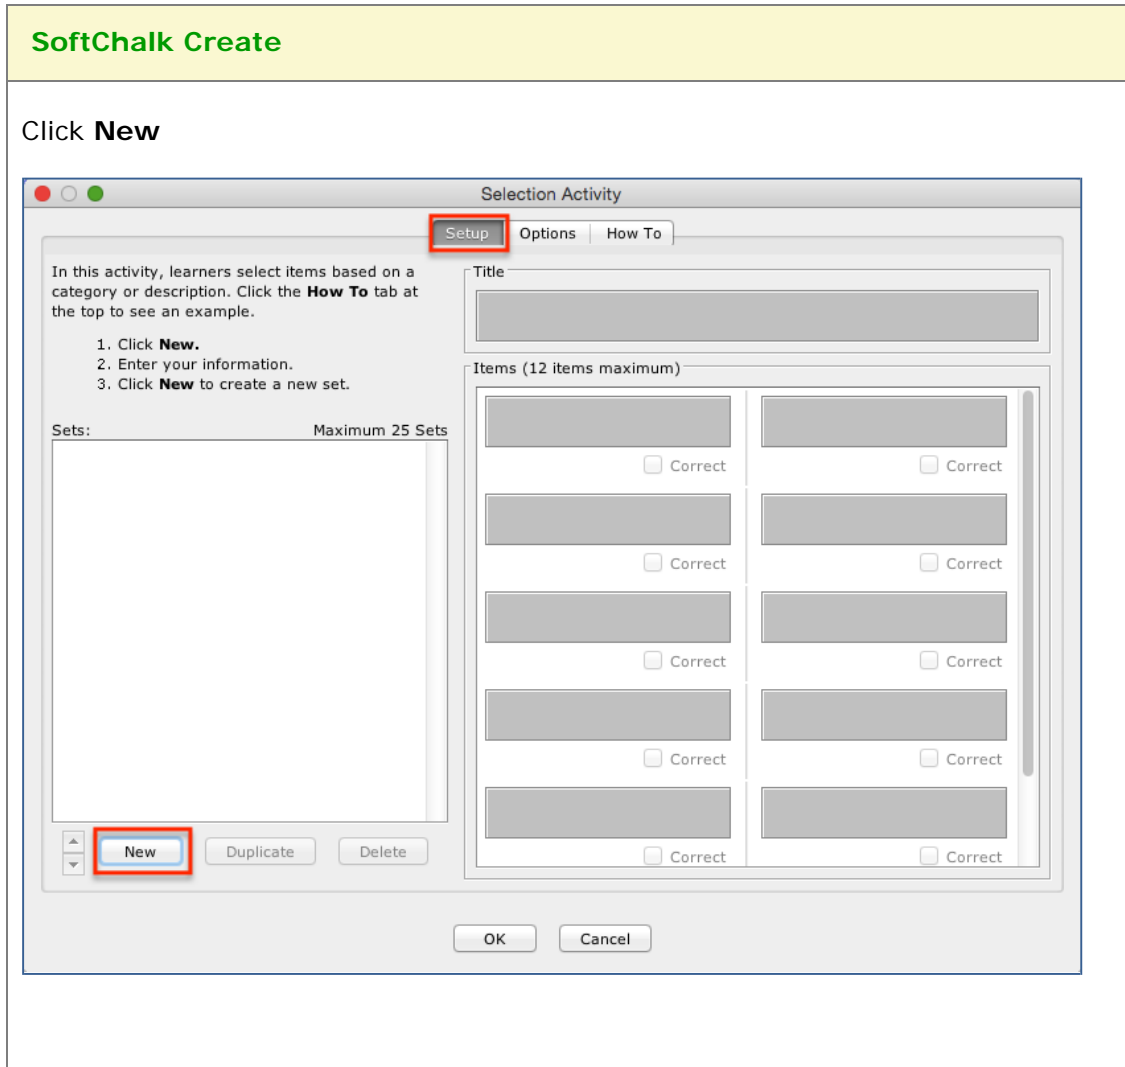 SoftChalk Create
Click New
Selection Activity
Setup
Options
How To
In this activity, learners select items based on a
category or description. Click the How To tab at
the top to see an example.
1. Click New.
2. Enter your information.
3. Click New to create a new set.
Sets:
Maximum 25 Sets
New
Duplicate
Delete
Title
Items (12 items maximum)
Correct
Correct
Correct
Correct
Correct
Correct
Correct
Correct
Correct
Correct
OK
Cancel